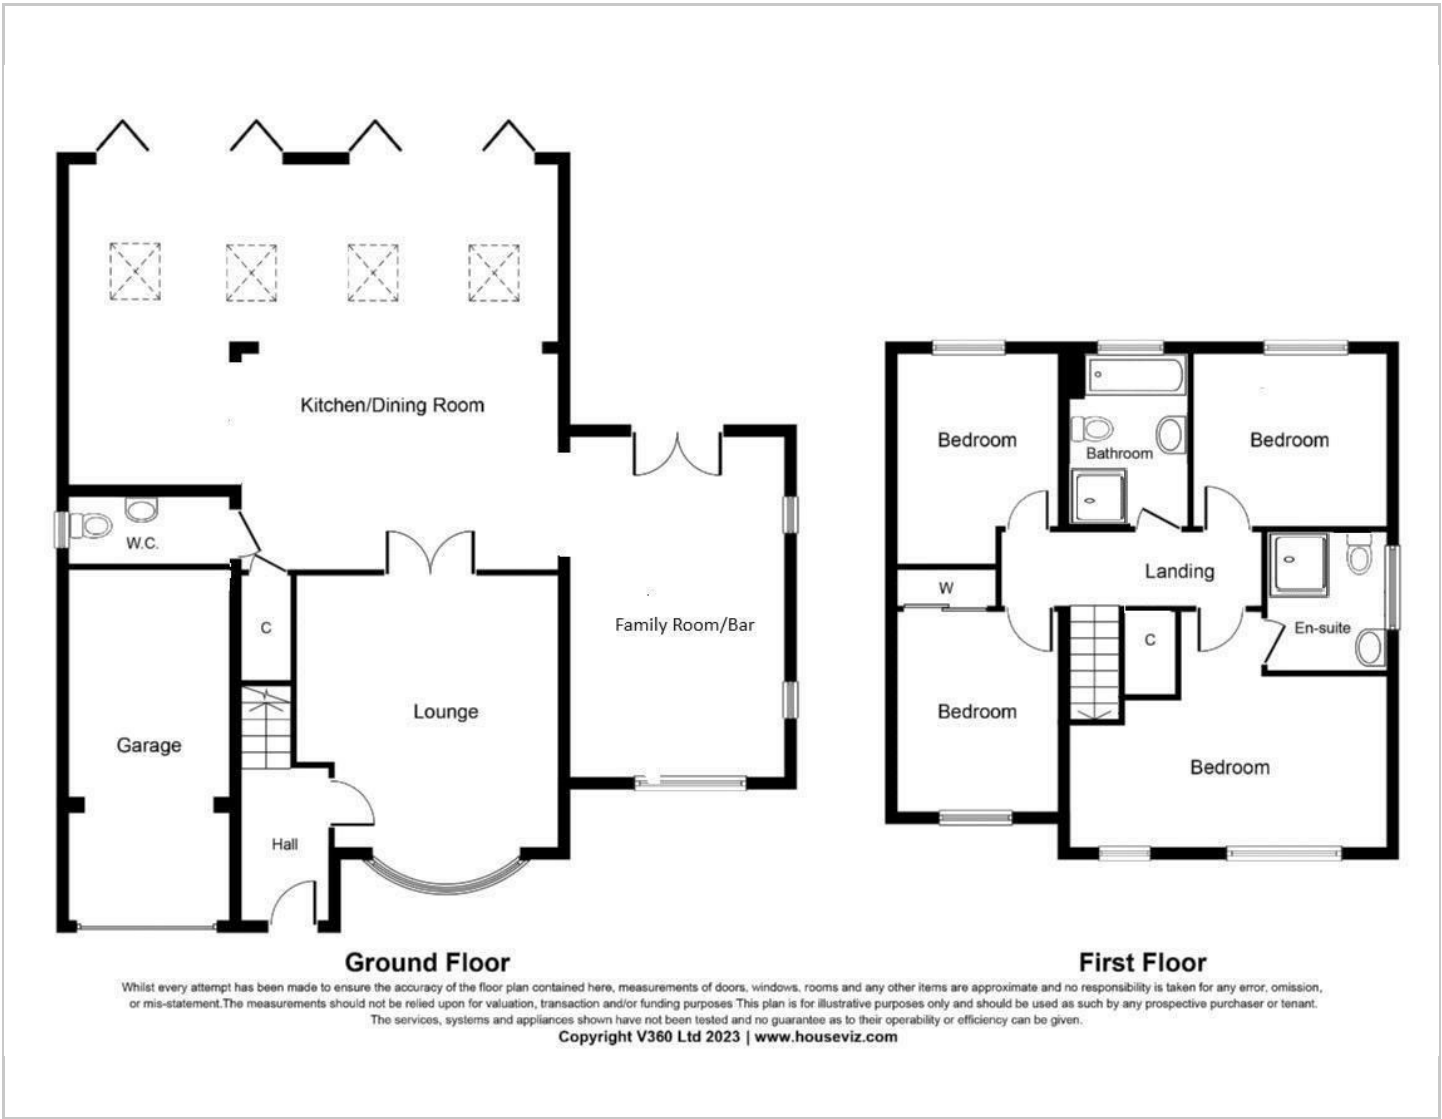 Kitchen/Dining Room
W.C.
C
Family Room/Bar
Lounge
Garage
Hall
Ground Floor
Bedroom
Bathroom
Bedroom
Landing
W
En-suite
C
Bedroom
Bedroom
First Floor
Whilst every attempt has been made to ensure the accuracy of the floor plan contained here, measurements of doors, windows, rooms and any other items are approximate and no responsibility is taken for any error, omission,
or mis-statement.The measurements should not be relied upon for valuation, transaction and/or funding purposes This plan is for illustrative purposes only and should be used as such by any prospective purchaser or tenant.
The services, systems and appliances shown have not been tested and no guarantee as to their operability or efficiency can be given.
Copyright V360 Ltd 2023 | www.houseviz.com